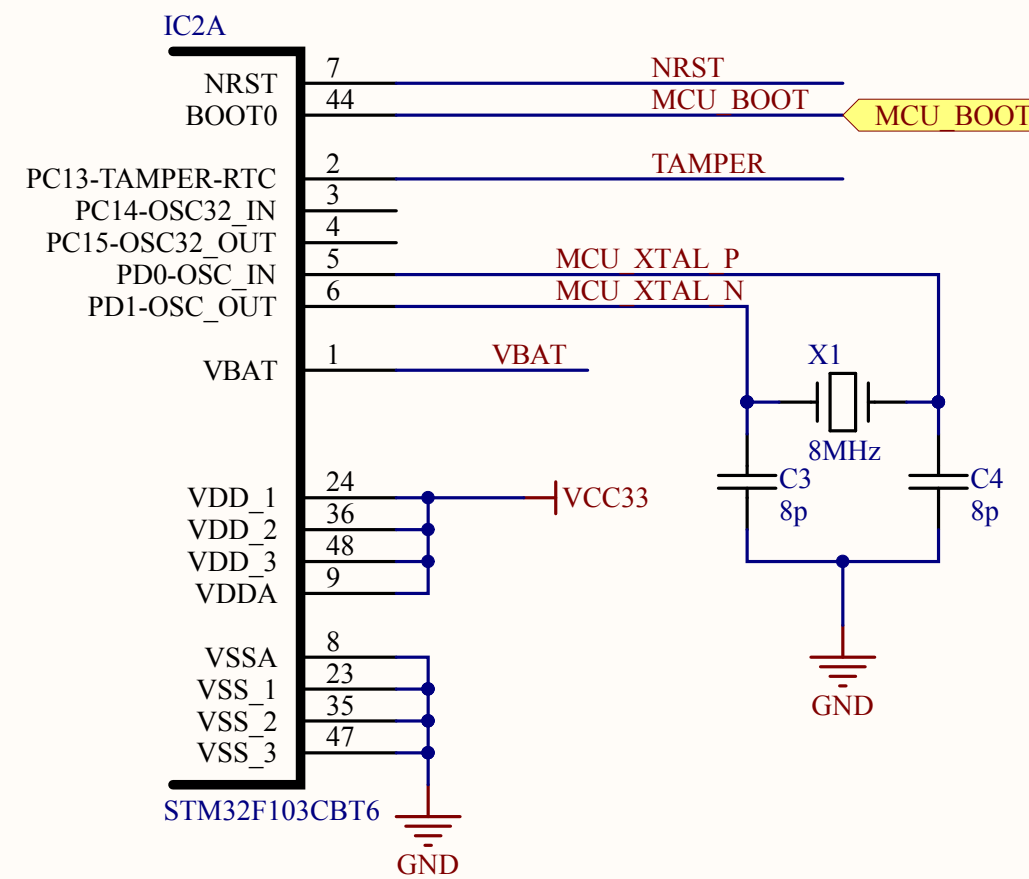 IC2A
NRST 7 NRST
BOOT0 44 MCU_BOOT MCU_BOOT
PC13-TAMPER-RTC 2 TAMPER
PC14-OSC32_IN 3
PC15-OSC32_OUT 4
PD0-OSC_IN 5 MCU_XTAL_P
PD1-OSC_OUT 6 MCU_XTAL_N
VBAT 1 VBAT
X1
8MHz
C3
8p
C4
8p
GND
VDD_1 24 VCC33
VDD_2 36
VDD_3 48
VDDA 9
VSSA 8
VSS_1 23
VSS_2 35
VSS_3 47
STM32F103CBT6
GND